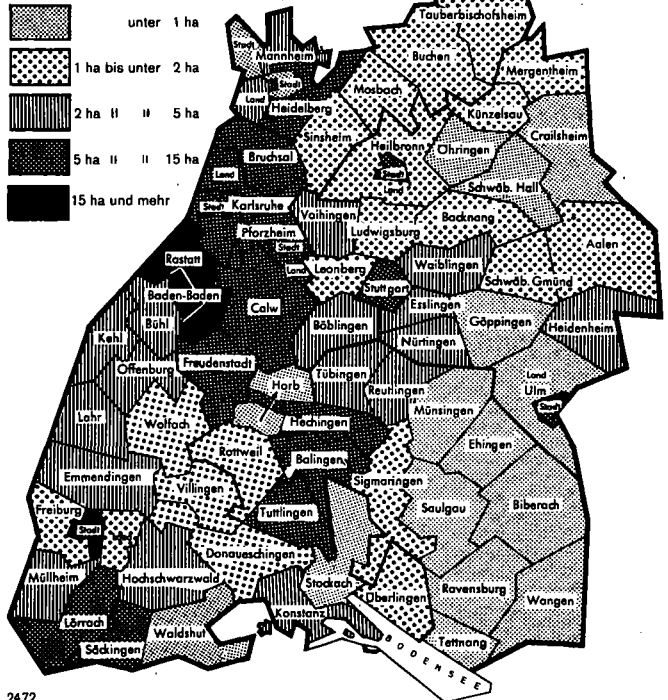 unter 1 ha
1 ha bis unter 2 ha
2 ha " " 5 ha
5 ha " " 15 ha
15 ha und mehr
Tauberbischofsheim
Stadt
Mannheim
Buchen
Mergentheim
Stadt
Land
Heidelberg
Mosbach
Künzelsau
Sinsheim
Heilbronn
Stadt
Land
Öhringen
Crailsheim
Bruchsal
Land
Schwäb. Hall
Stadt Karlsruhe
Vaihingen
Backnang
Pforzheim
Stadt
Ludwigsburg
Aalen
Rastatt
Land
Leonberg
Waiblingen
Schwäb. Gmünd
Stuttgart
Baden-Baden
Calw
Esslingen
Bühl
Böblingen
Göppingen
Heidenheim
Kehl
Nürtingen
Freudenstadt
Offenburg
Horb
Tübingen
Reutlingen
Land
Ulm
Stadt
Münsingen
Lahr
Wolfach
Hechingen
Ehingen
Rottweil
Balingen
Emmendingen
Villingen
Sigmaringen
Freiburg
Stadt
Tuttlingen
Saulgau
Biberach
Donaueschingen
Müllheim
Hochschwarzwald
Stockach
Überlingen
Ravensburg
Wangen
Lörrach
Konstanz
Waldshut
Säckingen
Tettnang
BODENSEE
2472